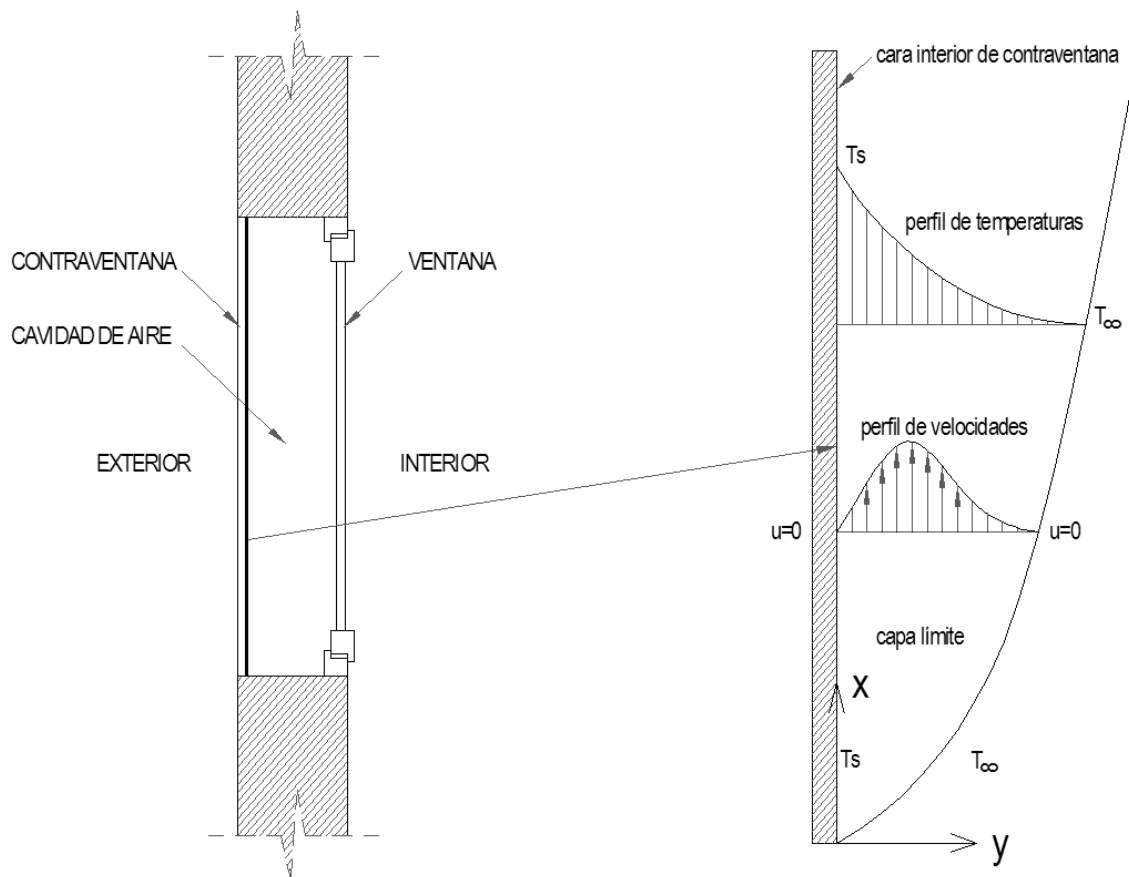 CONTRAVENTANA
VENTANA
CAVIDAD DE AIRE
EXTERIOR
INTERIOR
cara interior de contraventana
Ts
perfil de temperaturas
T∞
perfil de velocidades
u=0
u=0
capa límite
x
Ts
T∞
y